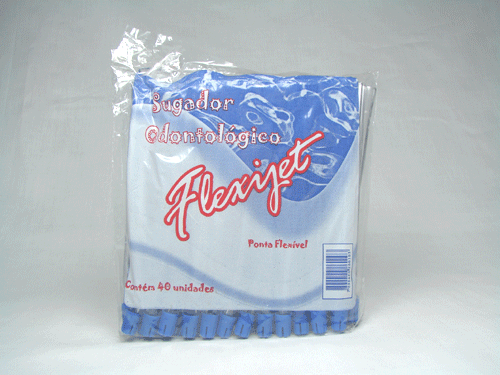 Sugador
Odontológico
Flexijet
Ponta Flexível
Contém 40 unidades